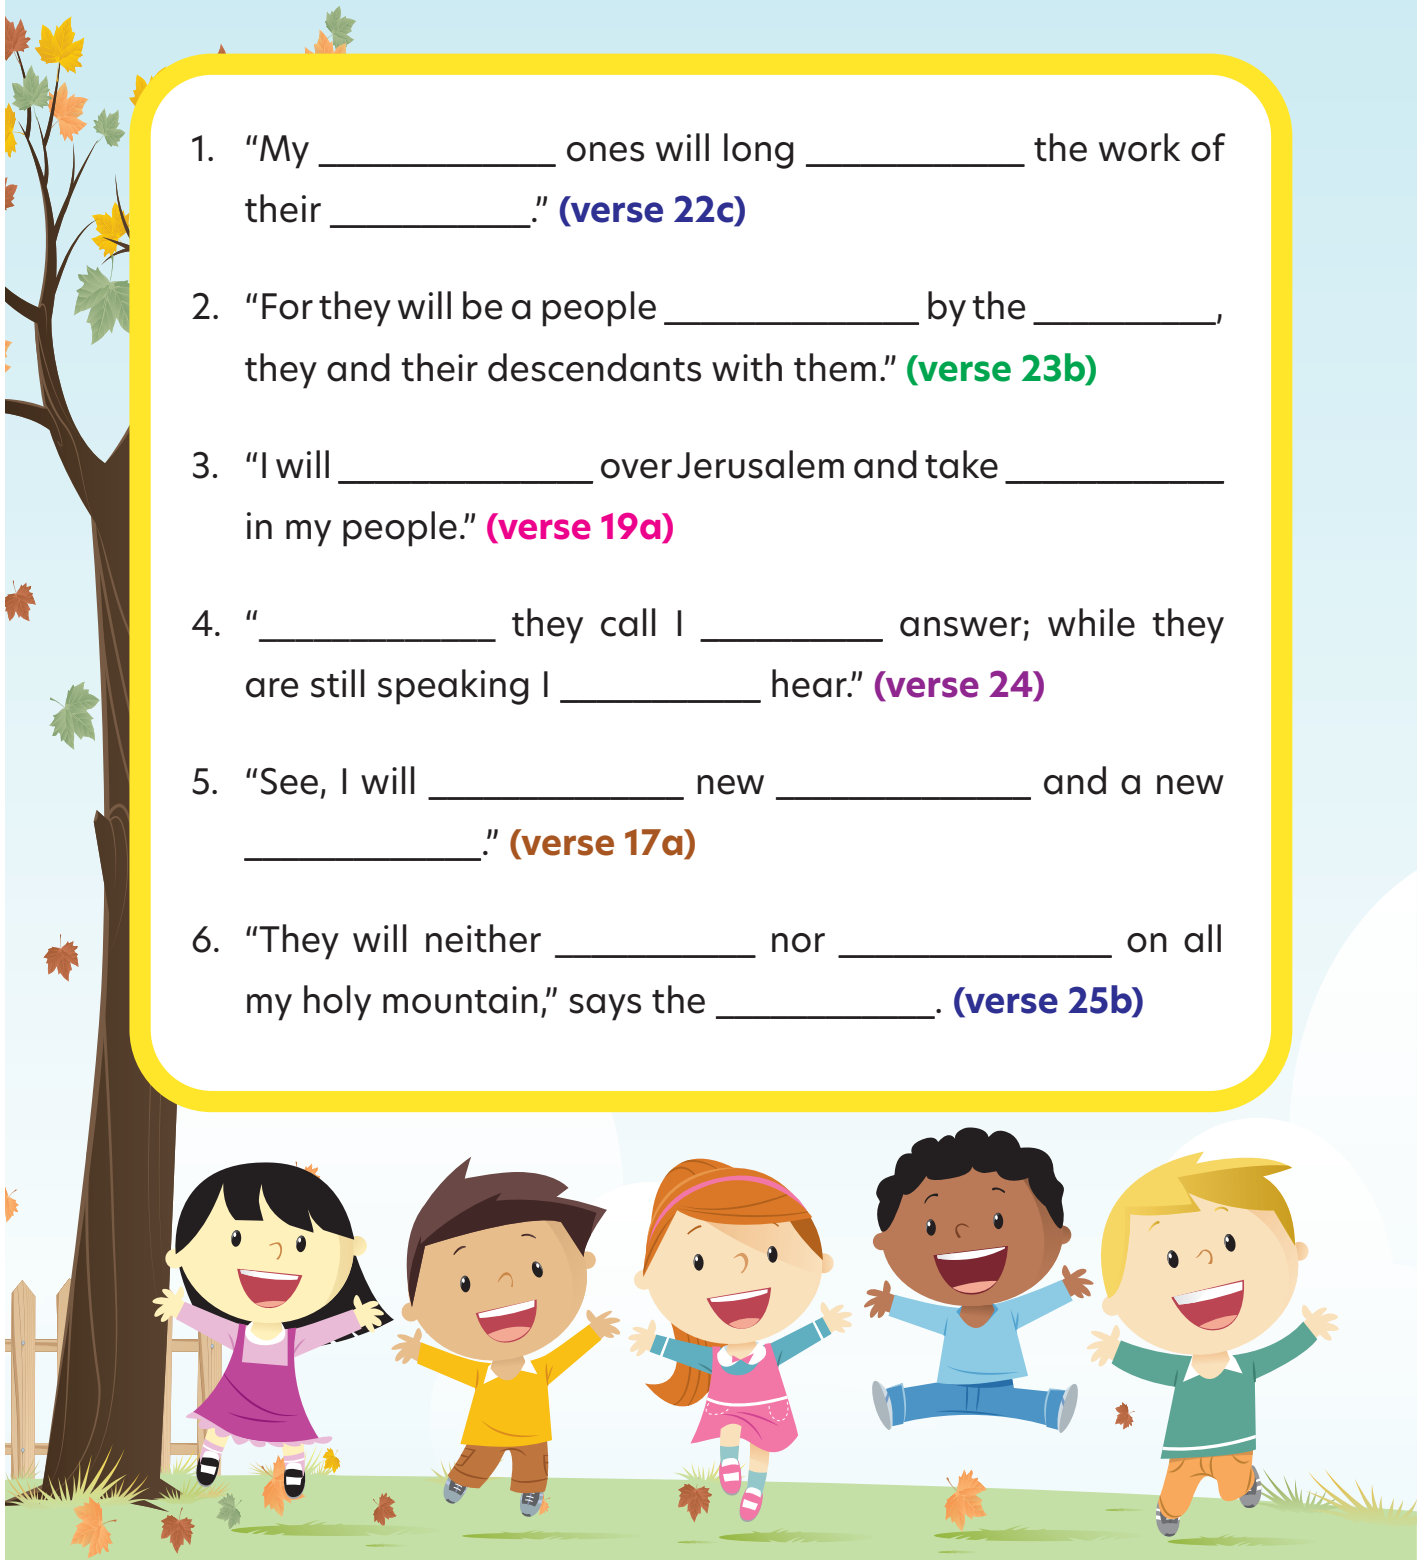 1. “My _____________ ones will long ____________ the work of
their ___________.” (verse 22c)
2. “For they will be a people ______________ by the __________,
they and their descendants with them.” (verse 23b)
3. “I will ______________ over Jerusalem and take ____________
in my people.” (verse 19a)
4. “_____________ they call I __________ answer; while they
are still speaking I ___________ hear.” (verse 24)
5. “See, I will ______________ new ______________ and a new
_____________.” (verse 17a)
6. “They will neither ___________ nor _______________ on all
my holy mountain,” says the ____________. (verse 25b)